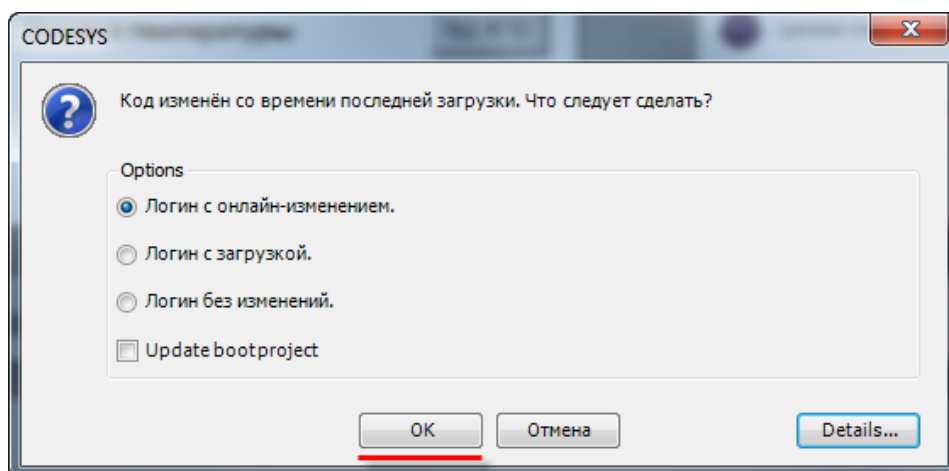 CODESYS
температуры
Код изменён со времени последней загрузки. Что следует сделать?
Options
Логин с онлайн-изменением.
Логин с загрузкой.
Логин без изменений.
Update bootproject
OK
Отмена
Details...